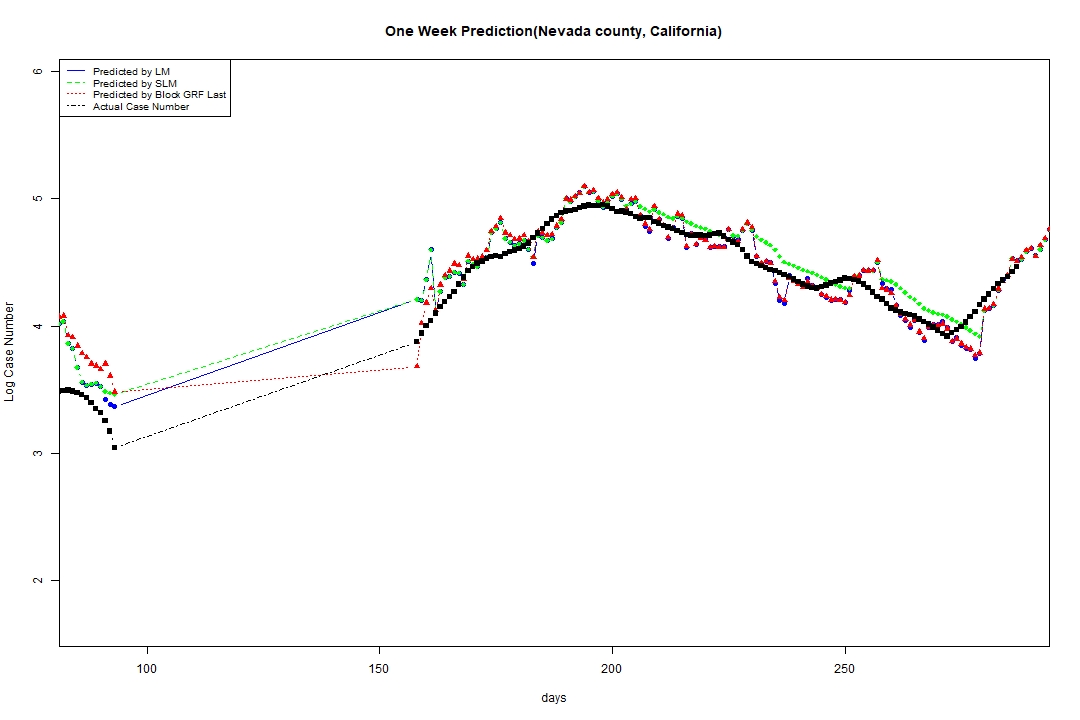 One Week Prediction(Nevada county, California)
Predicted by LM
Predicted by SLM
Predicted by Block GRF Last
Actual Case Number
6
5
4
3
2
Log Case Number
100 150 200 250
days